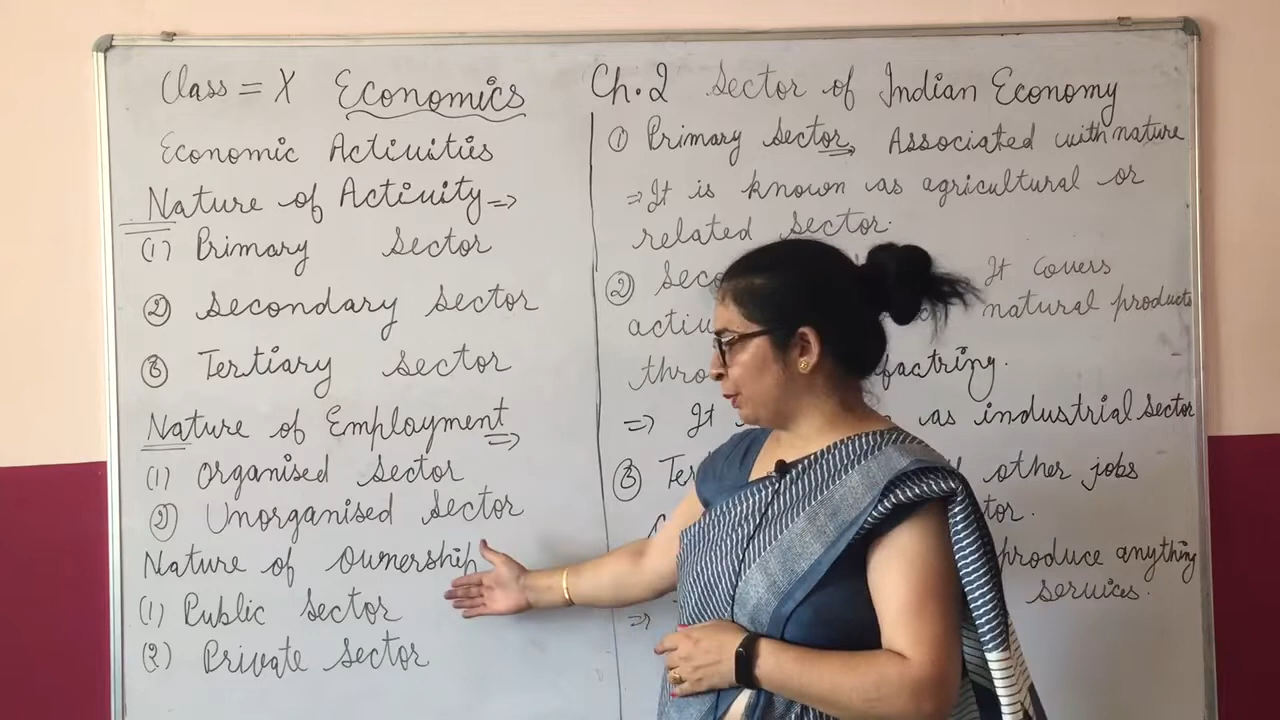 Class = X Economics
Economic Activities
Nature of Activity =>
(1) Primary Sector
(2) Secondary Sector
(3) Tertiary Sector
Nature of Employment =>
(1) Organised Sector
(2) Unorganised Sector
Nature of Ownership
(1) Public Sector
(2) Private Sector
Ch.2 Sector of Indian Economy
(1) Primary Sector => Associated with nature
=> It is known as agricultural or
related sector.
(2) It covers
natural products
=> It as industrial sector
(3) other jobs
produce anything
services.